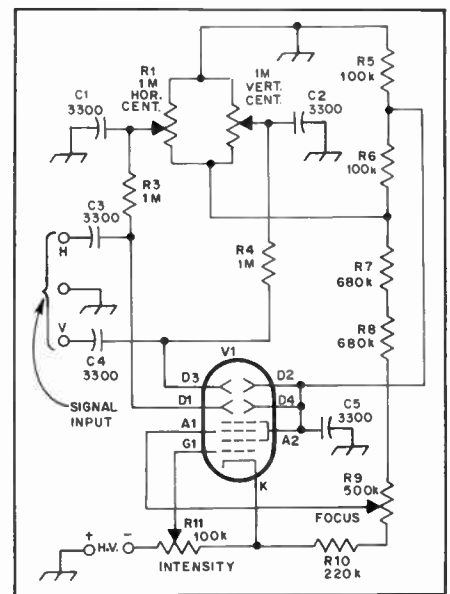 R5
100k
R1
1M
HOR.
CENT.
1M
VERT.
CENT.
C1
3300
C2
3300
R6
100k
R3
1M
C3
3300
H
R4
1M
R7
680k
R8
680k
V
C4
3300
SIGNAL
INPUT
V1
D3
D2
D1
D4
A1
A2
G1
K
C5
3300
R9
500k
FOCUS
R11
100k
INTENSITY
+ H.V. −
R10
220k